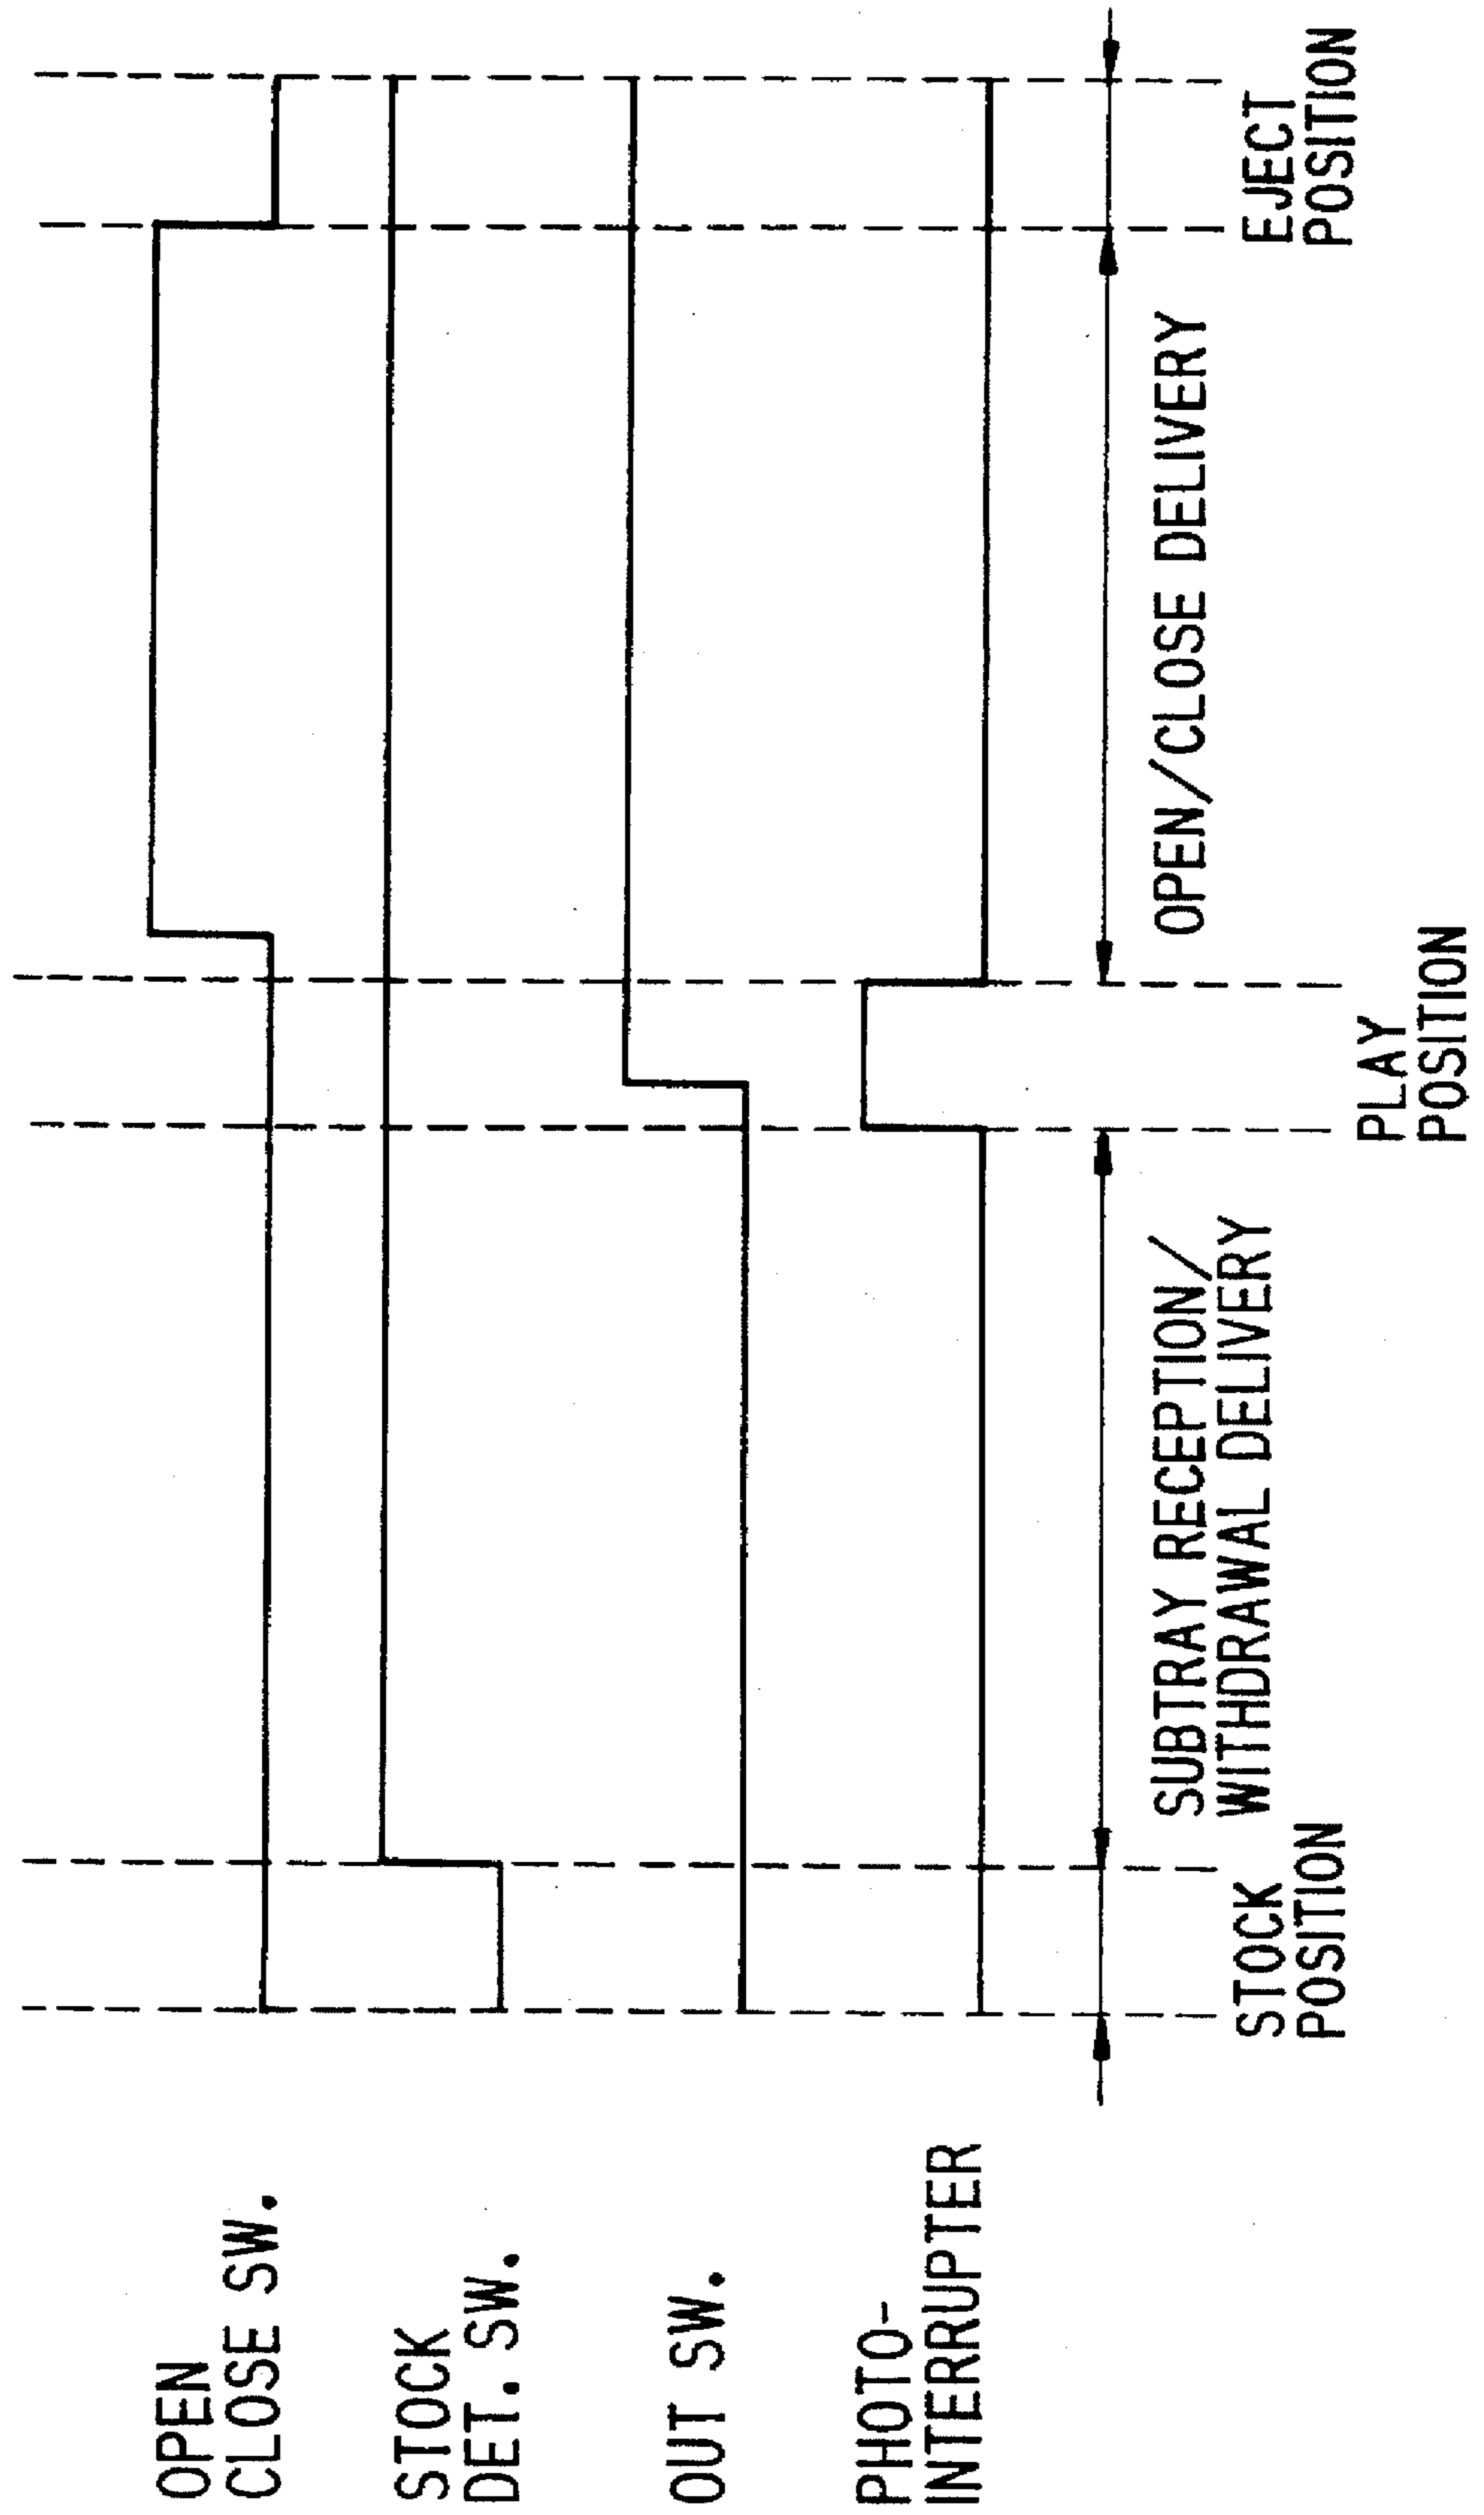 OPEN
CLOSE SW.
STOCK
DET. SW.
OUT SW.
PHOTO-
INTERRUPTER
STOCK
POSITION
SUBTRAY RECEPTION/
WITHDRAWAL DELIVERY
PLAY
POSITION
OPEN/CLOSE DELIVERY
EJECT
POSITION